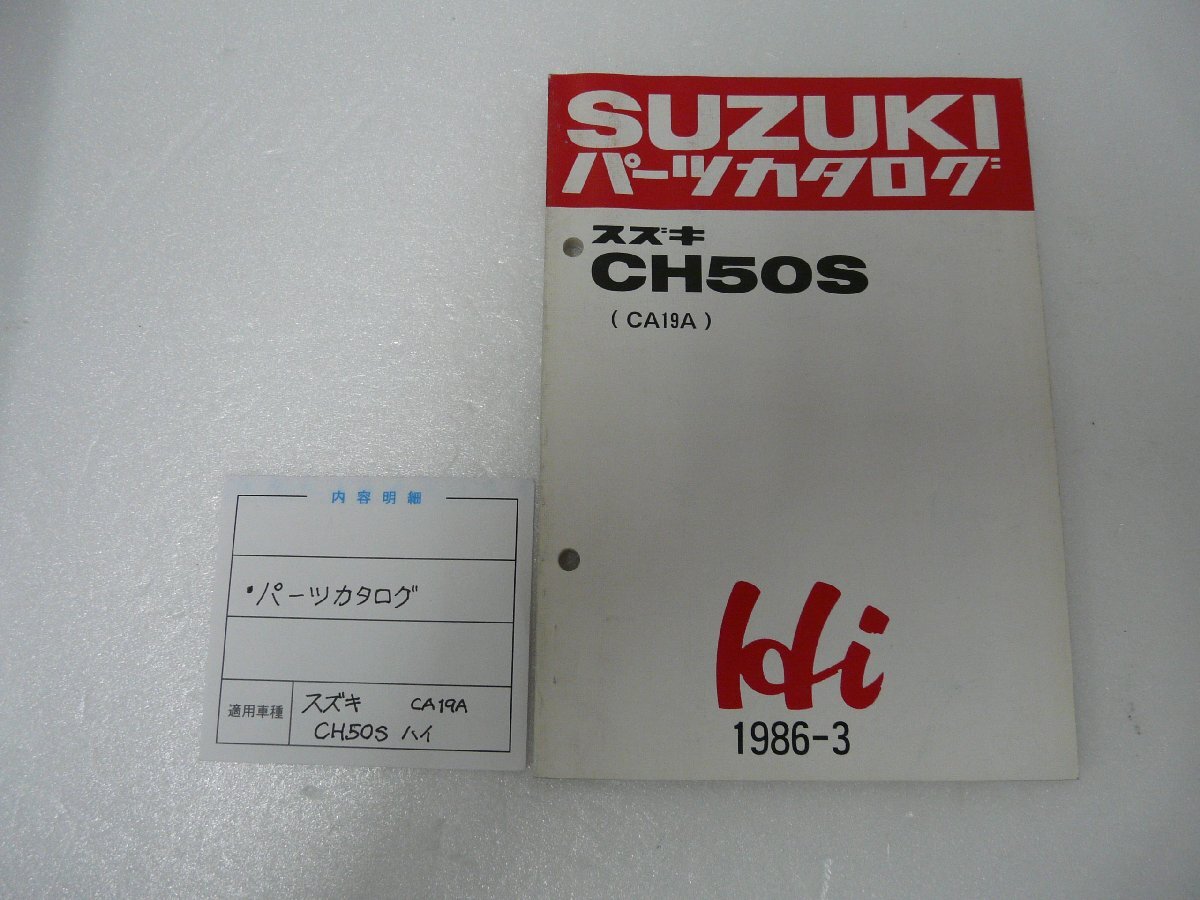 SUZUKI
パーツカタログ
スズキ
CH50S
(CA19A)
Hi
1986-3
内容明細
・パーツカタログ
適用車種
スズキ CA19A
CH50S ハイ